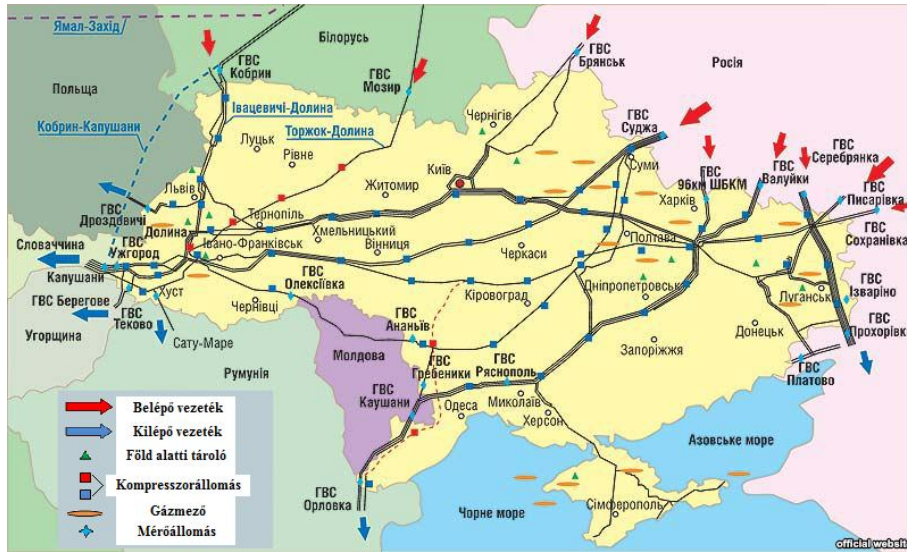 Ямал-Захід
Польща
Білорусь
Росія
ГВС
Кобрин
ГВС
Мозир
ГВС
Брянськ
Івацевичі-Долина
Кобрин-Капушани
Торжок-Долина
Чернігів
ГВС
Суджа
Суми
ГВС
96км ШБКМ
ГВС
Валуйки
ГВС
Серебрянка
ГВС
Писарівка
ГВС
Сохранівка
Луцьк
Рівне
Київ
Житомир
Харків
Львів
ГВС
Дроздовичі
Долина
Тернопіль
Хмельницький
Вінниця
Полтава
Словаччина
ГВС
Ужгород
Івано-Франківськ
Черкаси
Капушани
ГВС
Олексіївка
Кіровоград
Дніпропетровськ
Луганськ
ГВС
Ізваріно
ГВС Берегове
ГВС
Теково
Хуст
Чернівці
Угорщина
Сату-Маре
ГВС
Ананьїв
Донецьк
ГВС
Прохорівка
Румунія
Молдова
ГВС
Гребеники
ГВС
Ряснополь
Запоріжжя
ГВС
Платово
ГВС
Каушани
Одеса
Миколаїв
Херсон
Азовське море
ГВС
Орловка
Чорне море
Сімферополь
Belépő vezeték
Kilépő vezeték
Föld alatti tároló
Kompresszorállomás
Gázmező
Mérőállomás
official website